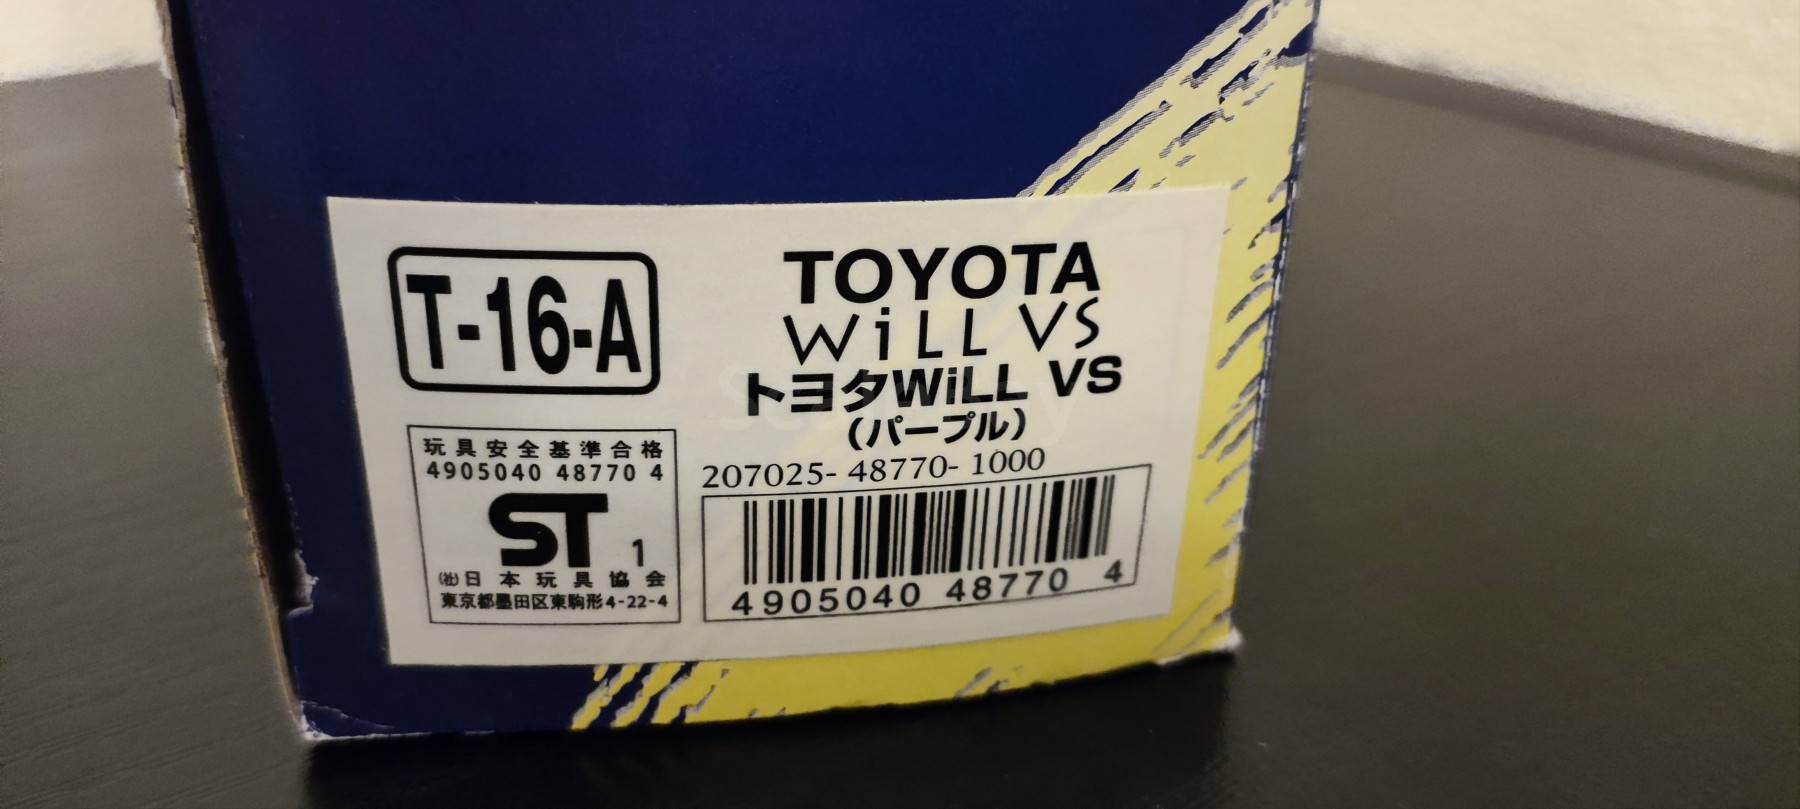 T-16-A
TOYOTA
WiLL VS
トヨタWiLL VS
(パープル)
207025-48770-1000
4905040 48770 4
玩具安全基準合格
4905040 48770 4
ST 1
(社)日本玩具協会
東京都墨田区東駒形4-22-4